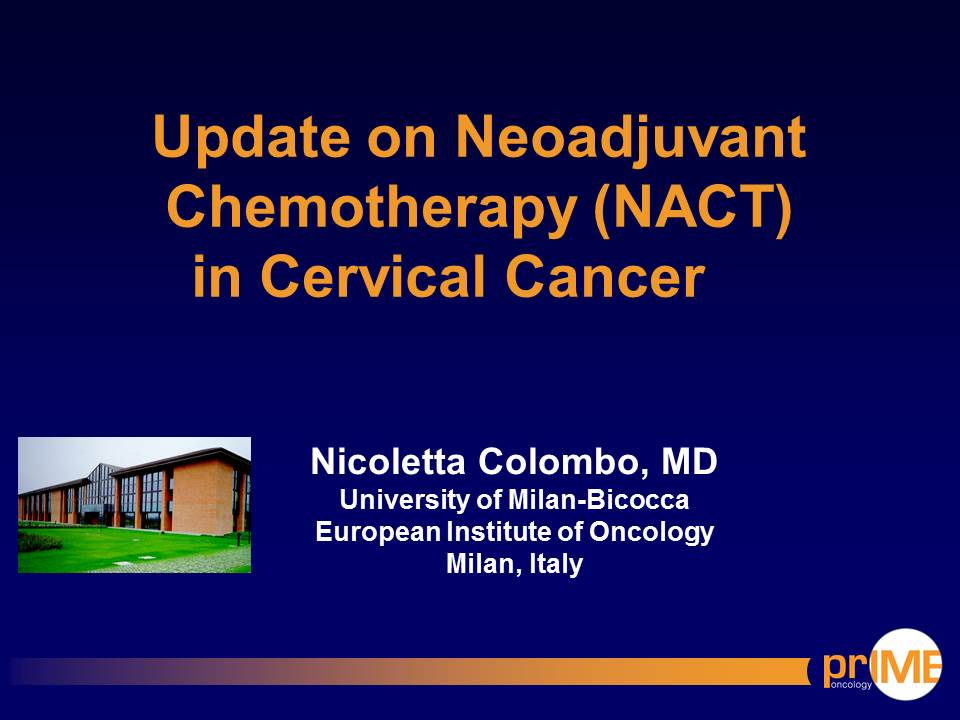 Update on Neoadjuvant
Chemotherapy (NACT)
in Cervical Cancer
Nicoletta Colombo, MD
University of Milan-Bicocca
European Institute of Oncology
Milan, Italy
prIME
oncology